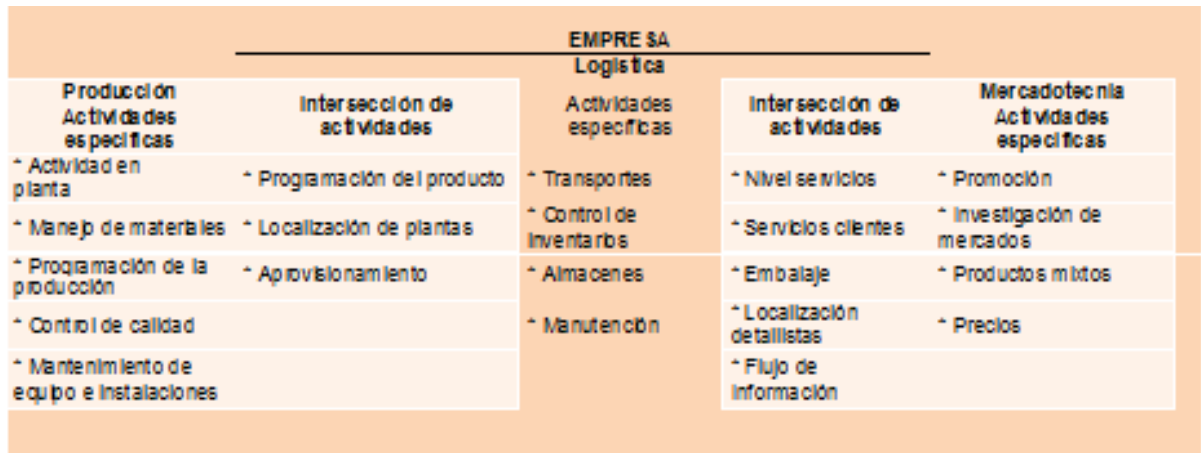 EMPRESA
Logística
Producción
Actividades
específicas
Intersección de
actividades
Actividades
específicas
Intersección de
actividades
Mercadotecnia
Actividades
específicas
* Actividad en
planta
* Programación del producto
* Transportes
* Nivel servicios
* Promoción
* Manejo de materiales
* Localización de plantas
* Control de
Inventarios
* Servicios clientes
* Investigación de
mercados
* Programación de la
producción
* Aprovisionamiento
* Almacenes
* Embalaje
* Productos mixtos
* Control de calidad
* Manutención
* Localización
detallistas
* Precios
* Mantenimiento de
equipo e instalaciones
* Flujo de
información